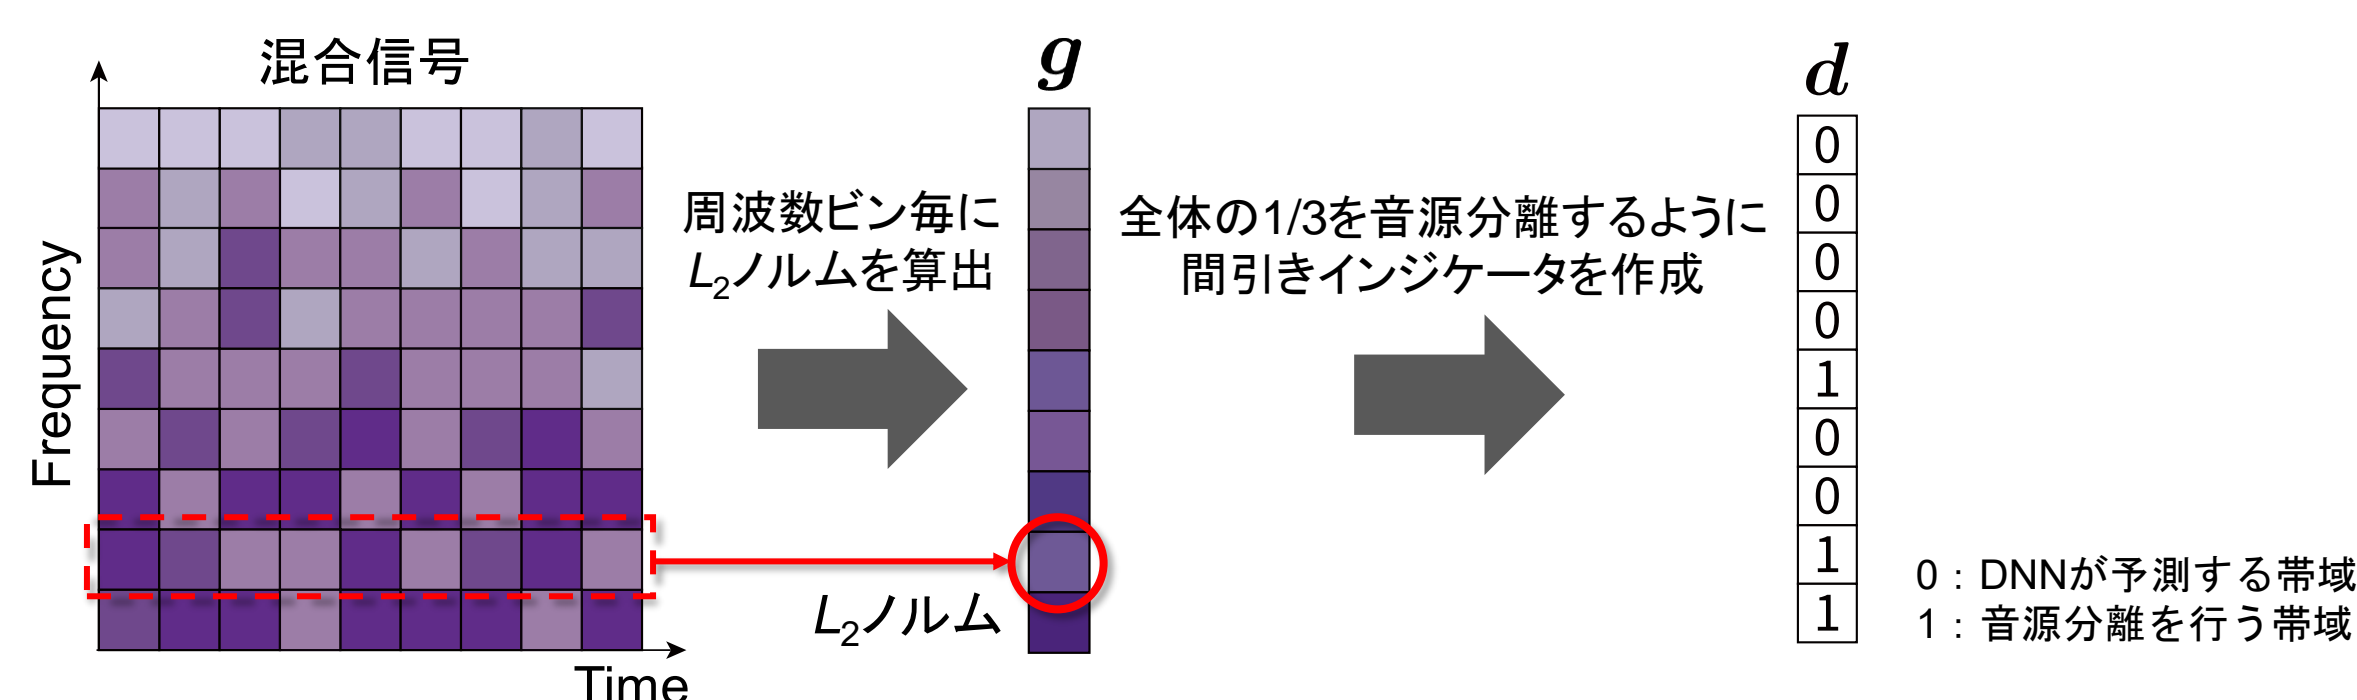 混合信号
g
d
Frequency
周波数ビン毎に
L2ノルムを算出
全体の1/3を音源分離するように
間引きインジケータを作成
0
0
0
0
1
0
0
1
1
L2ノルム
0：DNNが予測する帯域
1：音源分離を行う帯域
Time